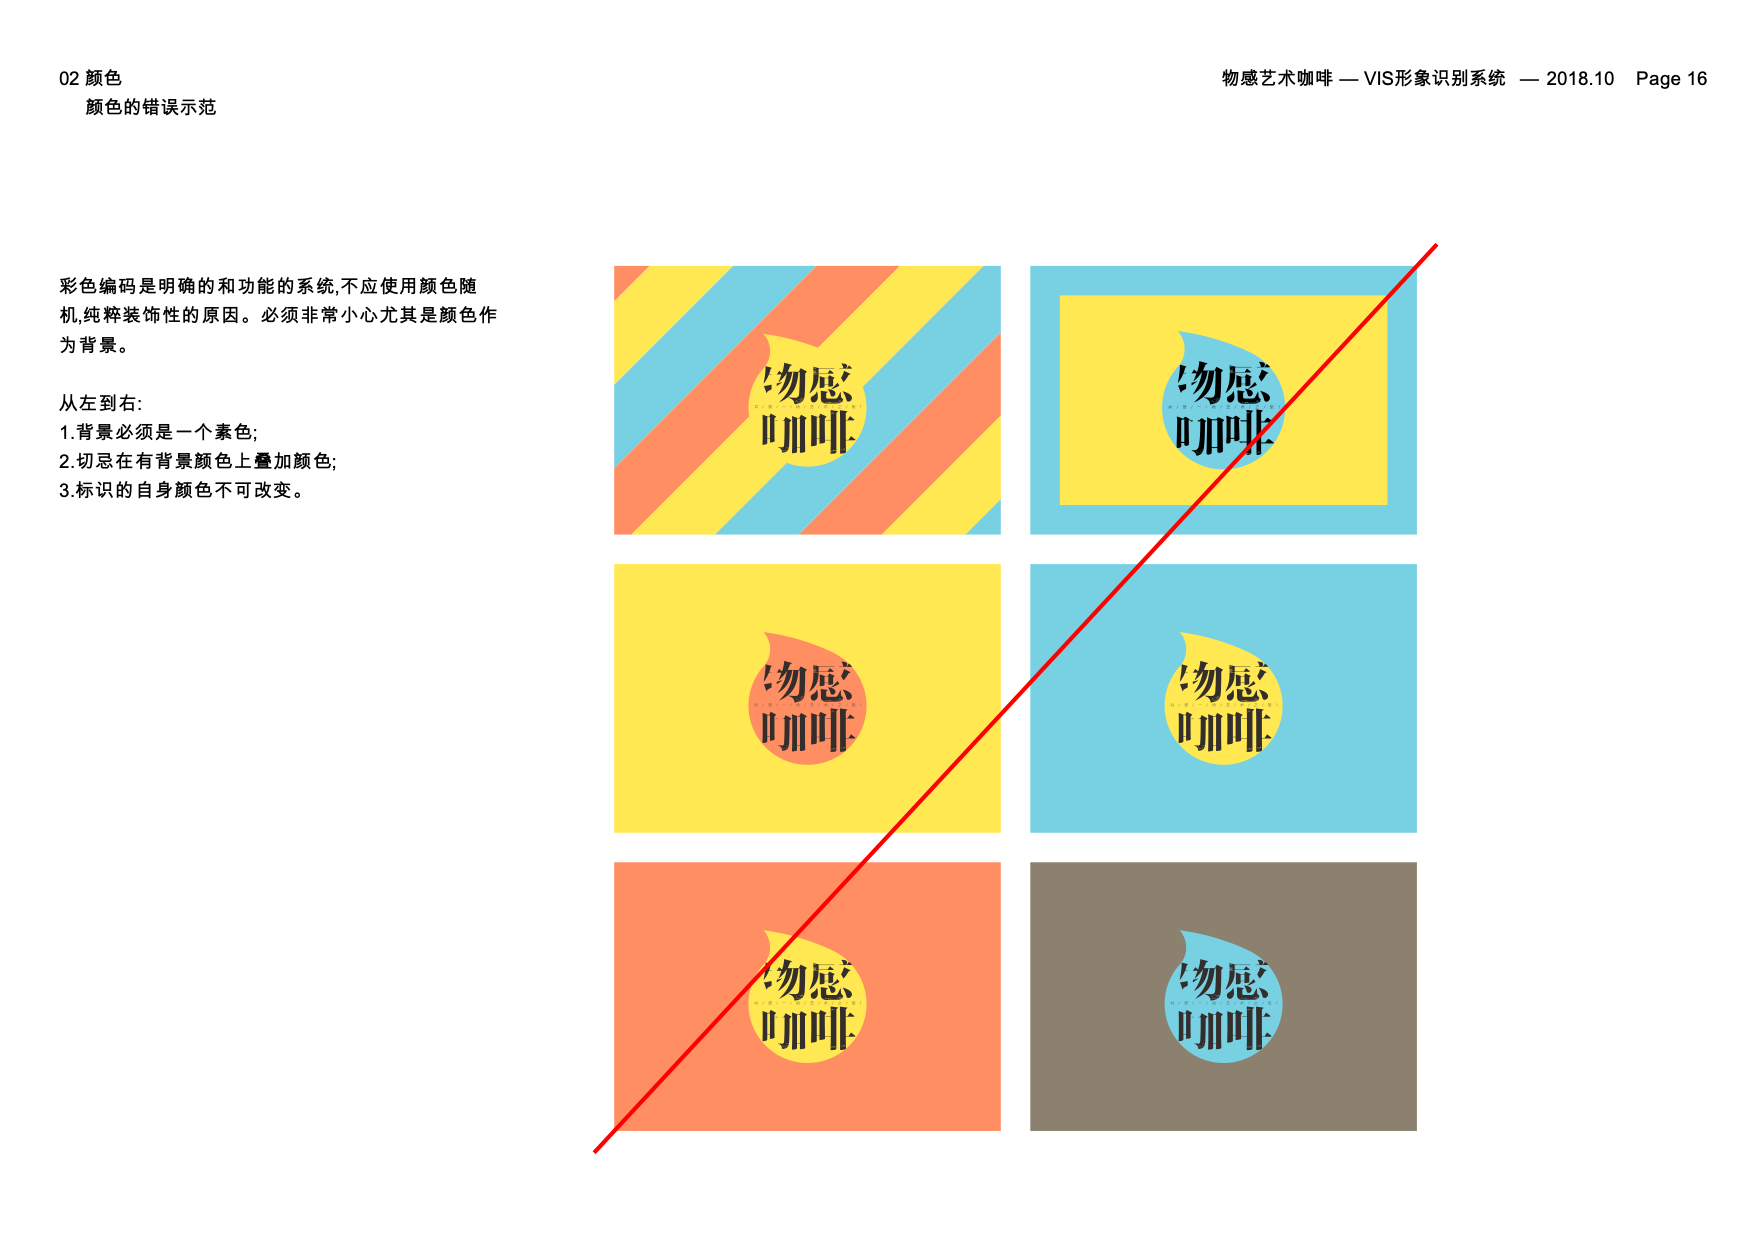 02 颜色
颜色的错误示范
物感艺术咖啡 — VIS形象识别系统 — 2018.10 Page 16
彩色编码是明确的和功能的系统,不应使用颜色随
机,纯粹装饰性的原因。必须非常小心尤其是颜色作
为背景。
从左到右:
1.背景必须是一个素色;
2.切忌在有背景颜色上叠加颜色;
3.标识的自身颜色不可改变。
物感
咖啡
物感
咖啡
物感
咖啡
物感
咖啡
物感
咖啡
物感
咖啡